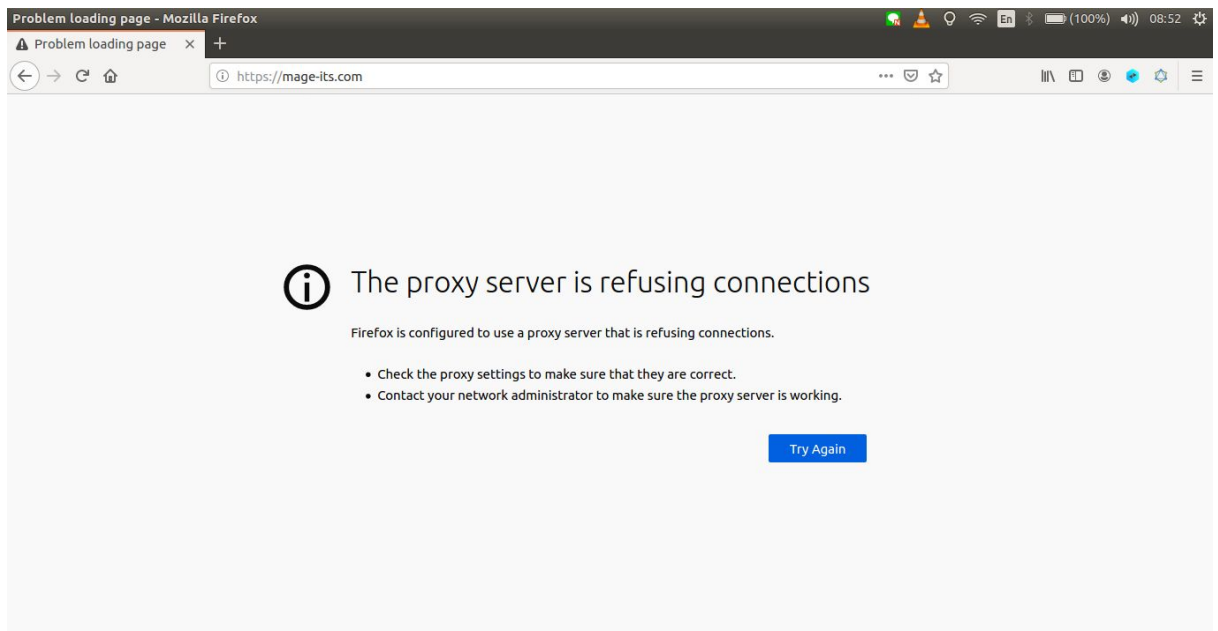 Problem loading page - Mozilla Firefox
En (100%) 08:52
Problem loading page
https://mage-its.com
The proxy server is refusing connections
Firefox is configured to use a proxy server that is refusing connections.
• Check the proxy settings to make sure that they are correct.
• Contact your network administrator to make sure the proxy server is working.
Try Again